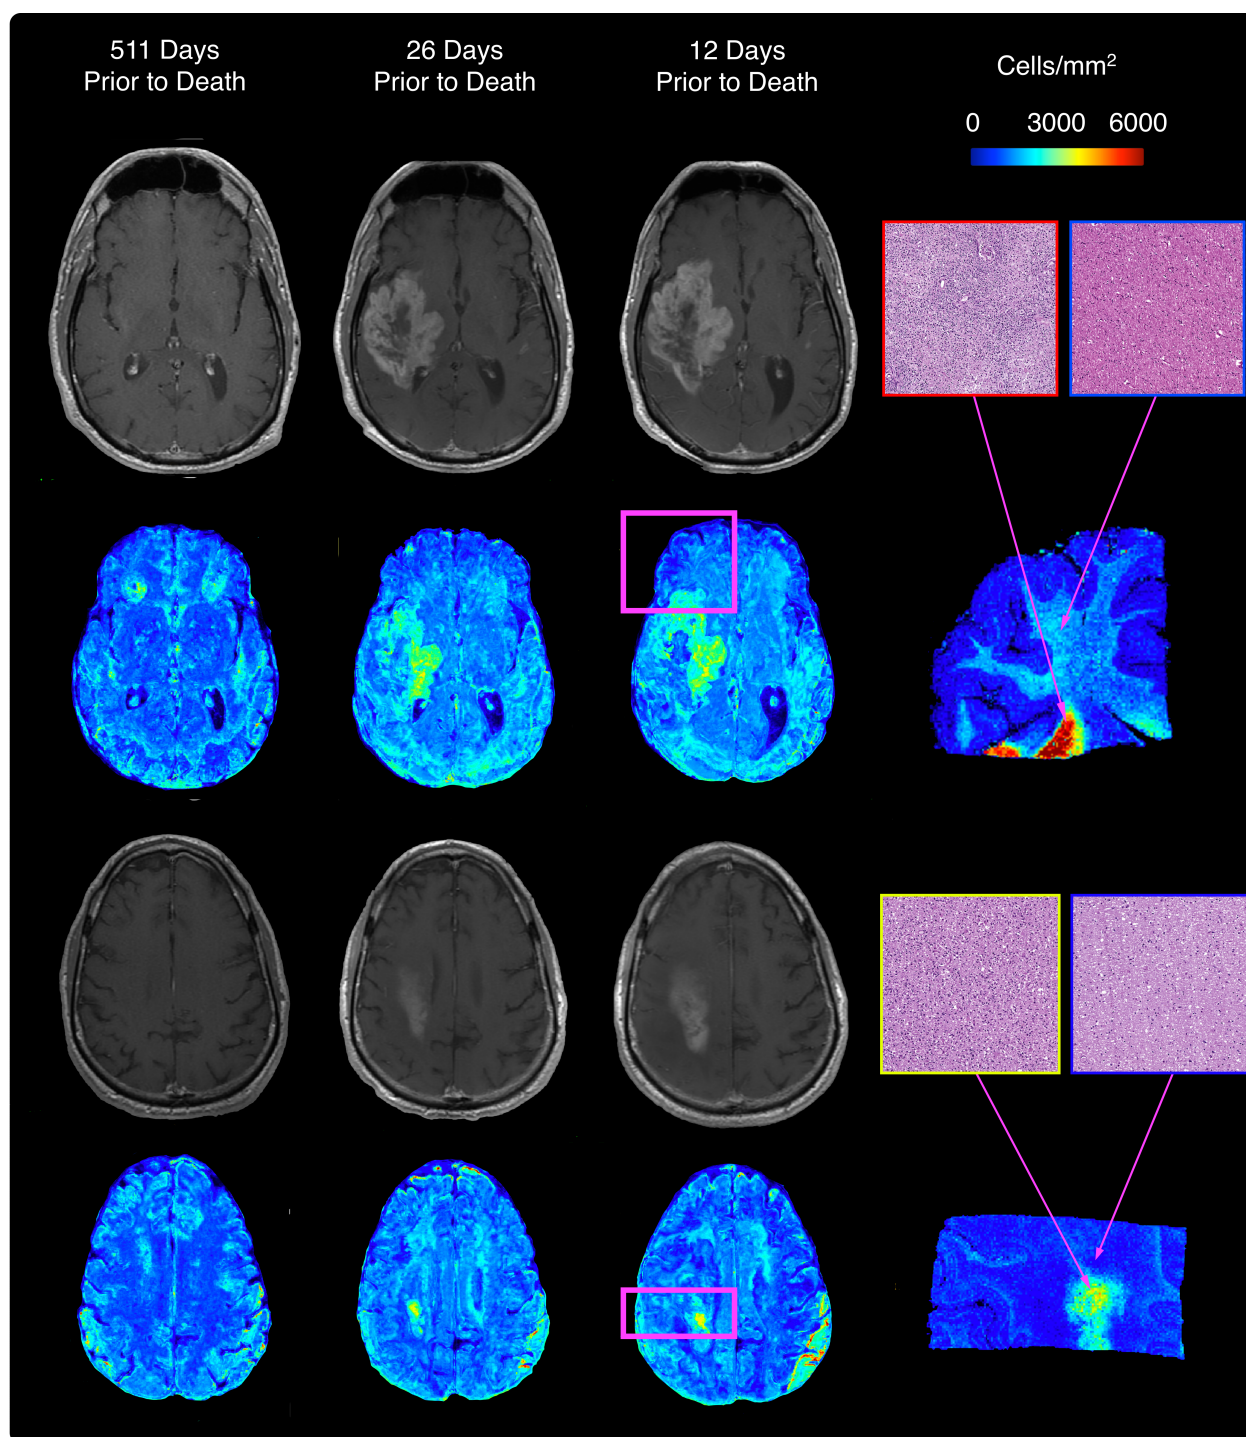 511 Days
Prior to Death
26 Days
Prior to Death
12 Days
Prior to Death
Cells/mm²
0 3000 6000